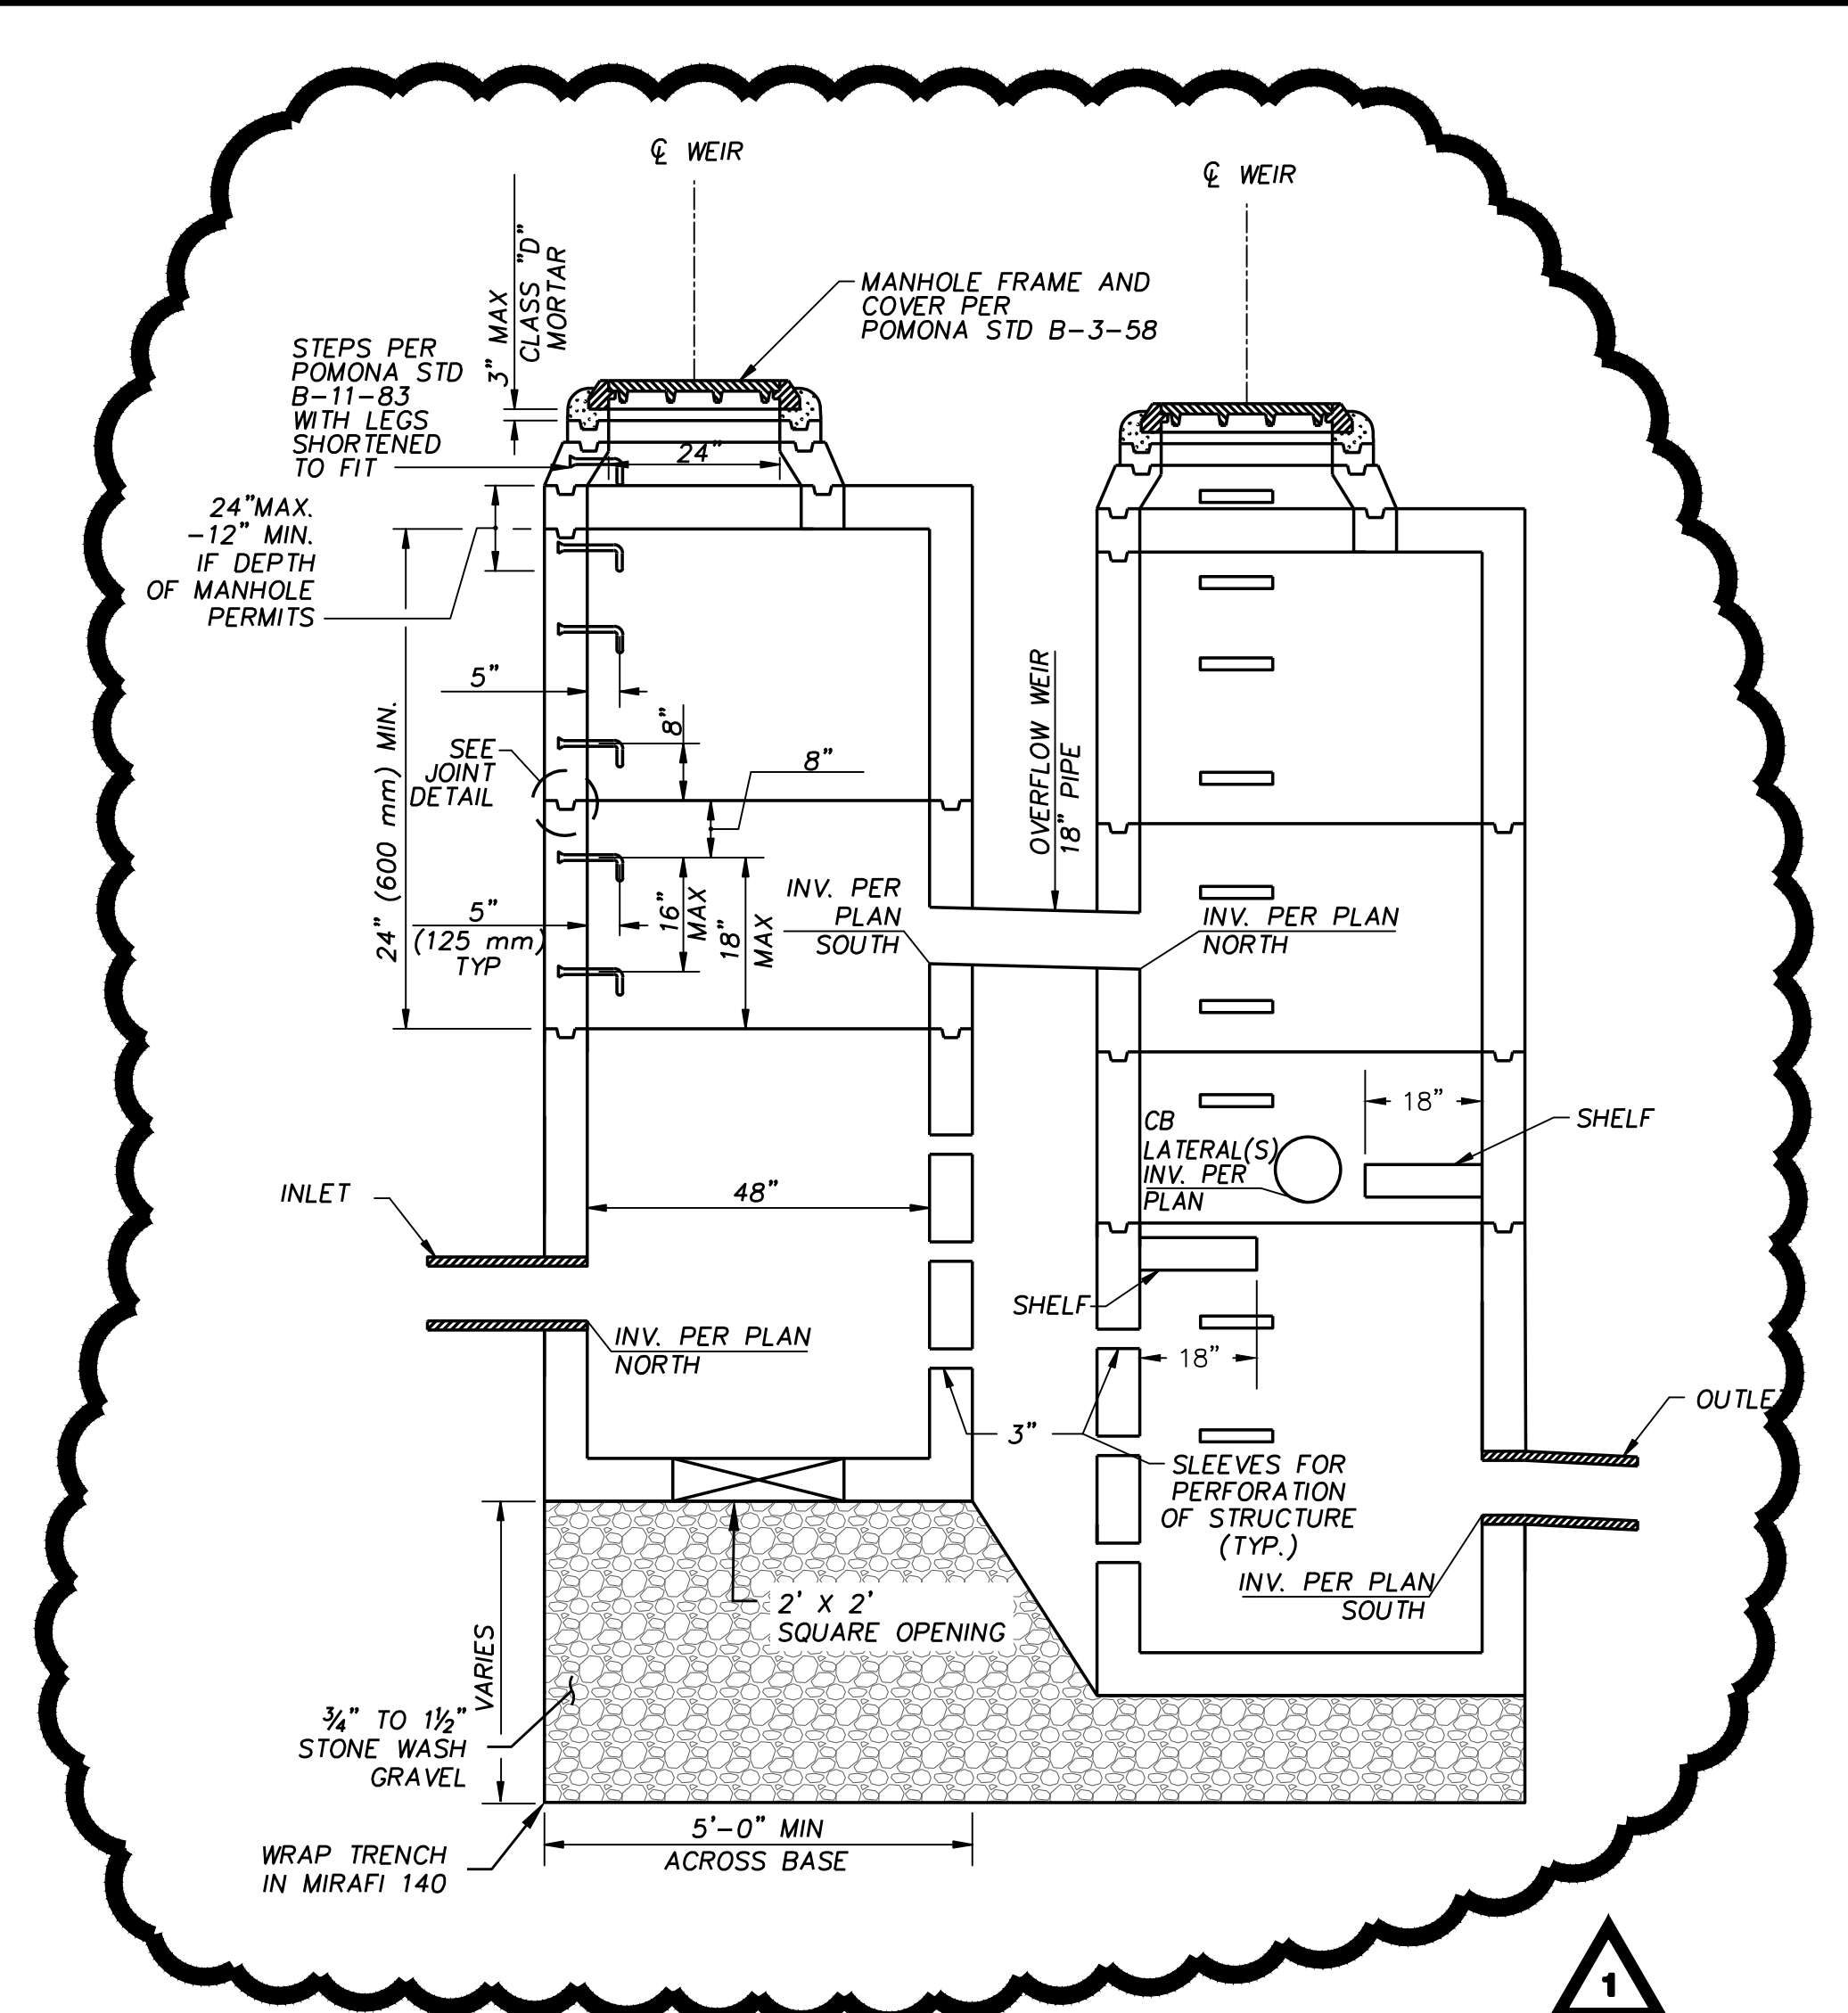 ℄ WEIR
℄ WEIR
3" MAX
CLASS "D"
MORTAR
MANHOLE FRAME AND
COVER PER
POMONA STD B-3-58
STEPS PER
POMONA STD
B-11-83
WITH LEGS
SHORTENED
TO FIT
24"
24"MAX.
-12" MIN.
IF DEPTH
OF MANHOLE
PERMITS
5"
8"
8"
SEE
JOINT
DETAIL
24" (600 mm) MIN.
OVERFLOW WEIR
18" PIPE
5"
(125 mm)
TYP
16"
MAX
18"
MAX
INV. PER
PLAN
SOUTH
INV. PER PLAN
NORTH
18"
SHELF
CB
LATERAL(S)
INV. PER
PLAN
INLET
48"
SHELF
INV. PER PLAN
NORTH
18"
OUTLET
3"
SLEEVES FOR
PERFORATION
OF STRUCTURE
(TYP.)
INV. PER PLAN
SOUTH
2' X 2'
SQUARE OPENING
VARIES
¾" TO 1½"
STONE WASH
GRAVEL
5'-0" MIN
ACROSS BASE
WRAP TRENCH
IN MIRAFI 140
1